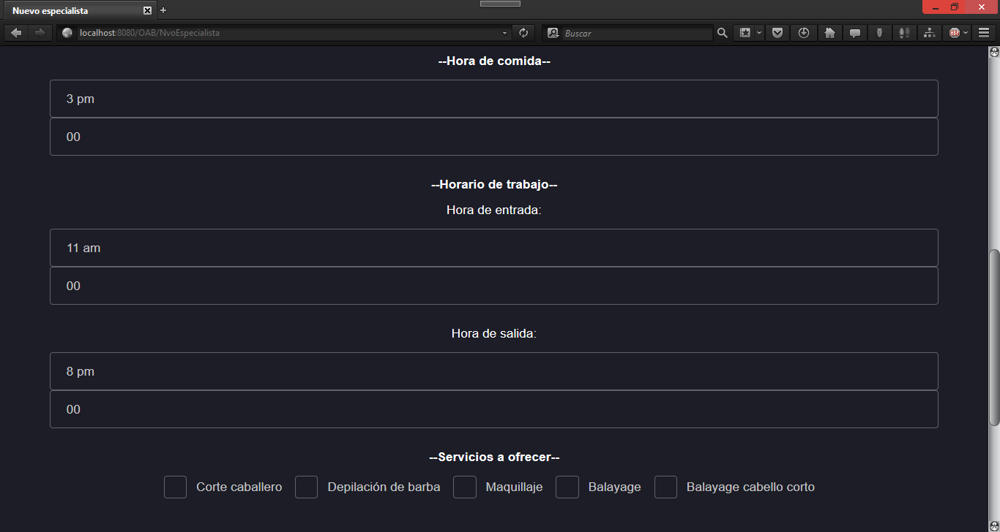 Nuevo especialista
localhost:8080/OAB/NvoEspecialista
Buscar
ABP
--Hora de comida--
3 pm
00
--Horario de trabajo--
Hora de entrada:
11 am
00
Hora de salida:
8 pm
00
--Servicios a ofrecer--
Corte caballero Depilación de barba Maquillaje Balayage Balayage cabello corto